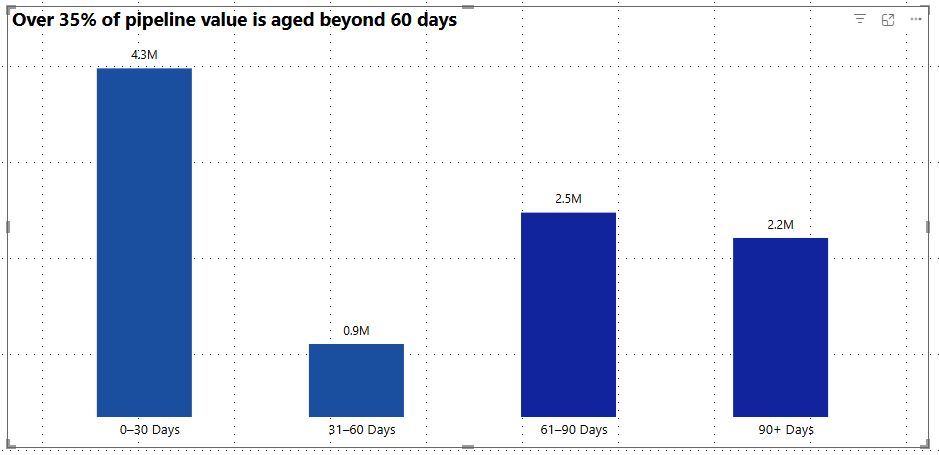 Over 35% of pipeline value is aged beyond 60 days
4.3M
0.9M
2.5M
2.2M
0–30 Days
31–60 Days
61–90 Days
90+ Days